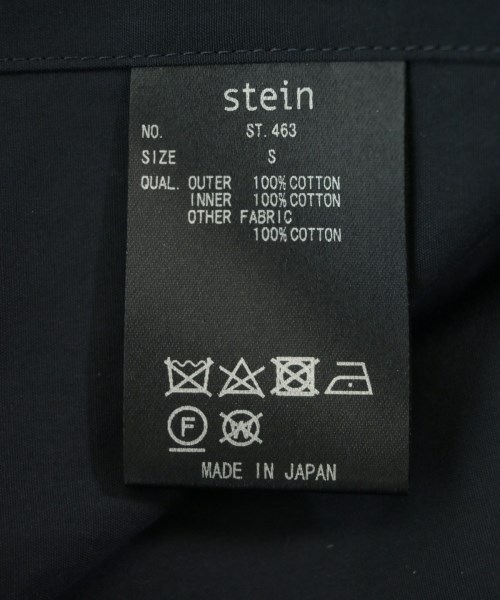 stein
NO. ST.463
SIZE S
QUAL. OUTER 100%COTTON
INNER 100%COTTON
OTHER FABRIC
100%COTTON
F W
MADE IN JAPAN